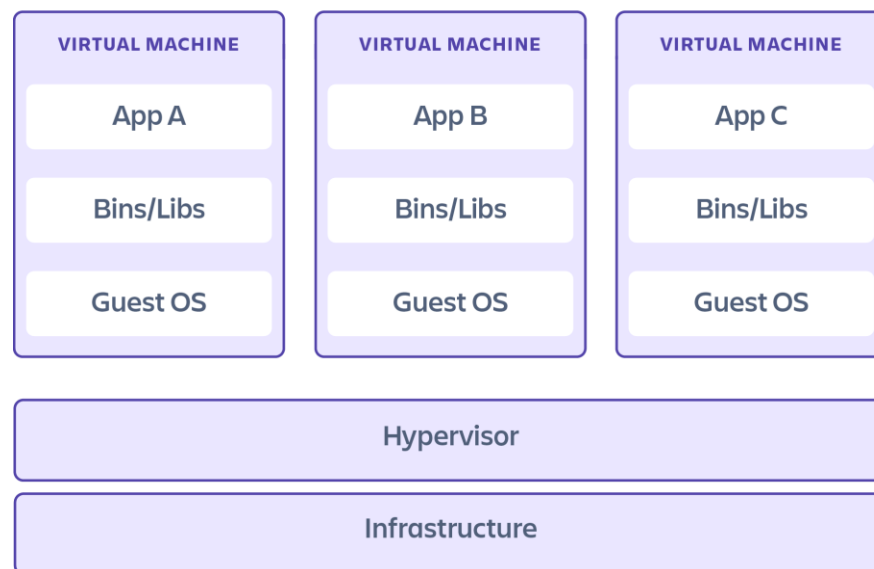 VIRTUAL MACHINE
App A
Bins/Libs
Guest OS
VIRTUAL MACHINE
App B
Bins/Libs
Guest OS
VIRTUAL MACHINE
App C
Bins/Libs
Guest OS
Hypervisor
Infrastructure